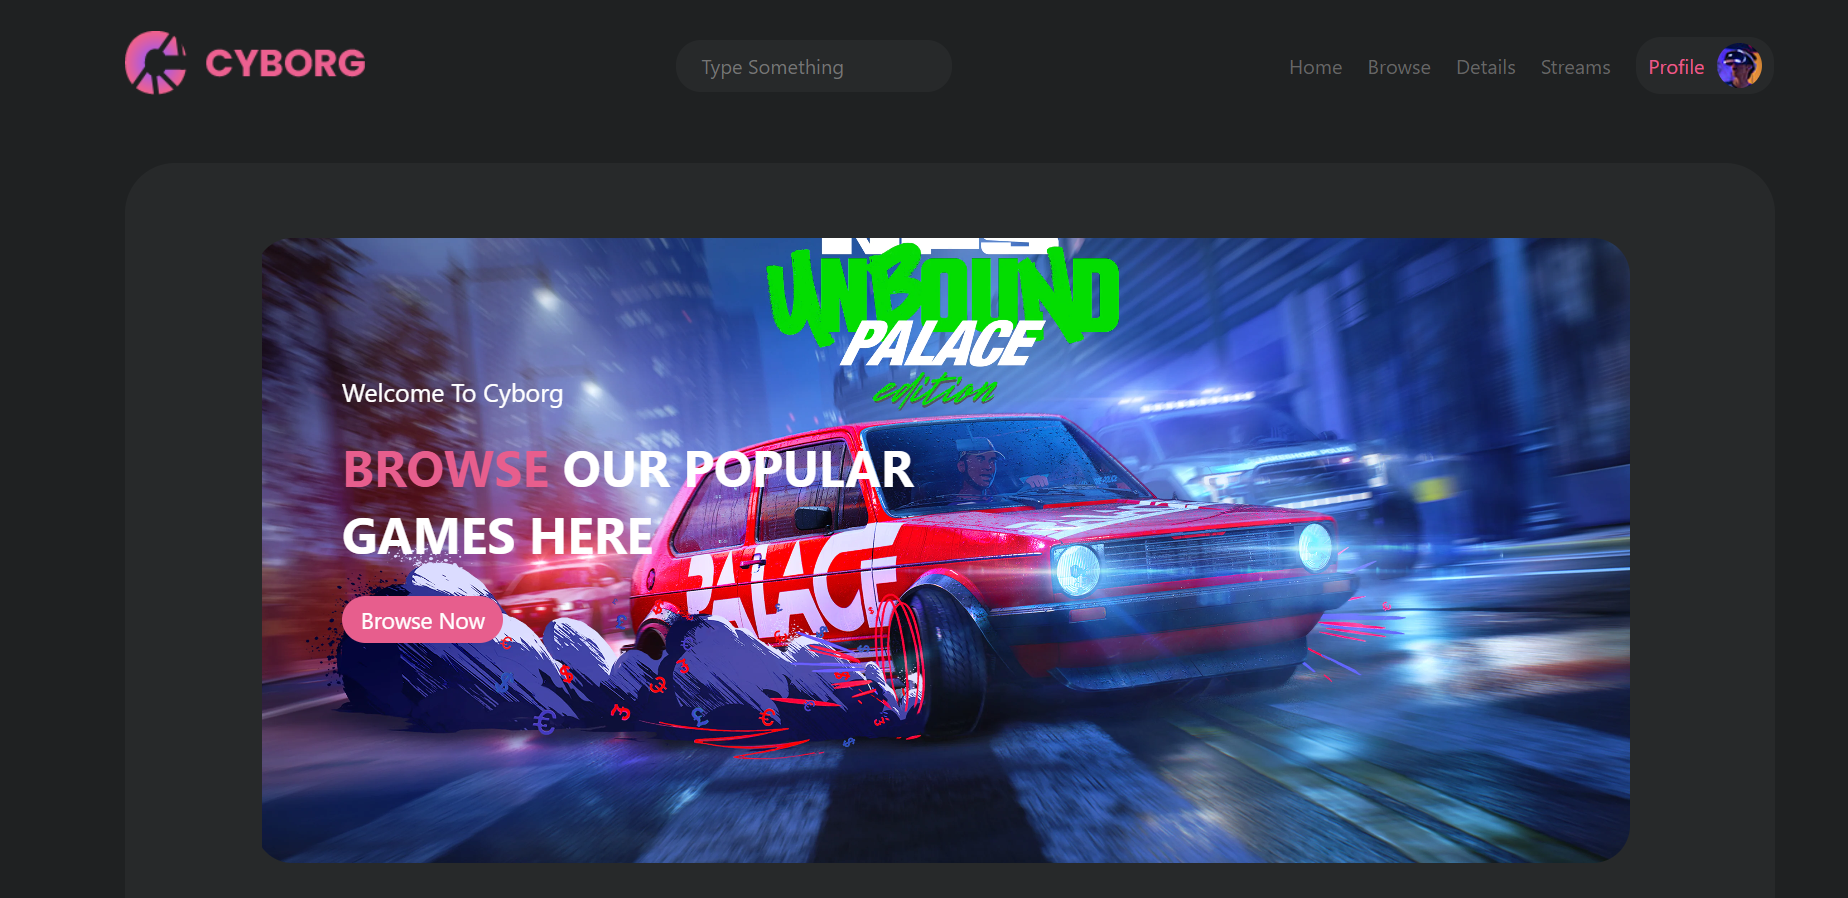 CYBORG
Type Something
Home Browse Details Streams Profile
UNBOUND
PALACE
edition
Welcome To Cyborg
BROWSE OUR POPULAR
GAMES HERE
PALACE
Browse Now